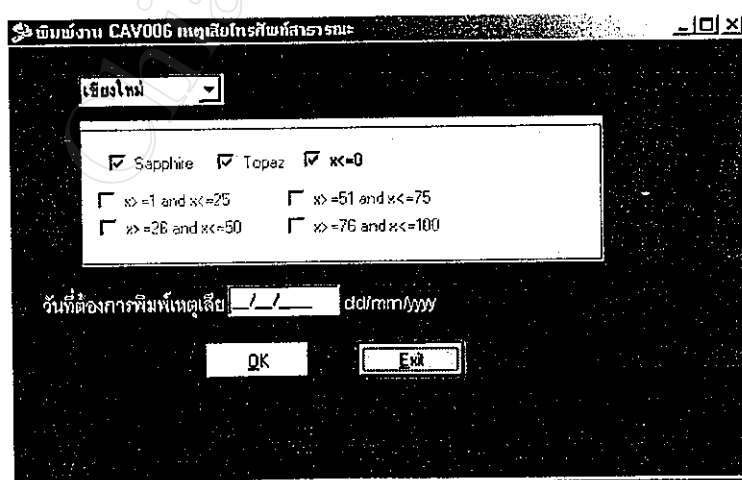 พิมพ์งาน CAV006 เหตุเสียโทรศัพท์สาธารณะ
เชียงใหม่
Sapphire Topaz x<=0
x>=1 and x<=25 x>=51 and x<=75
x>=26 and x<=50 x>=76 and x<=100
วันที่ต้องการพิมพ์เหตุเสีย __/__/____ dd/mm/yyyy
OK Exit